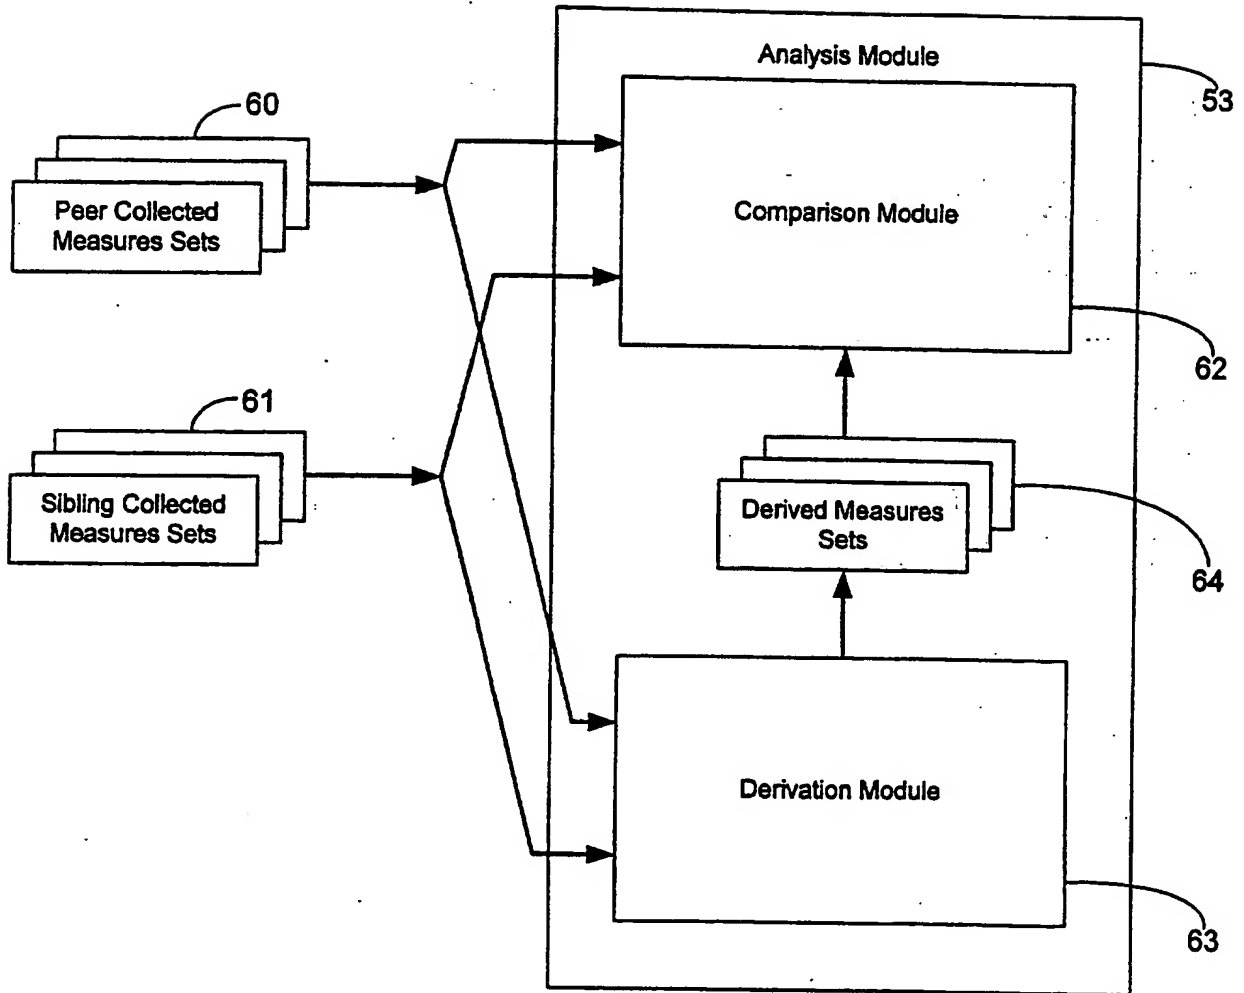 Analysis Module
53
60
Peer Collected
Measures Sets
Comparison Module
62
61
Sibling Collected
Measures Sets
Derived Measures
Sets
64
Derivation Module
63